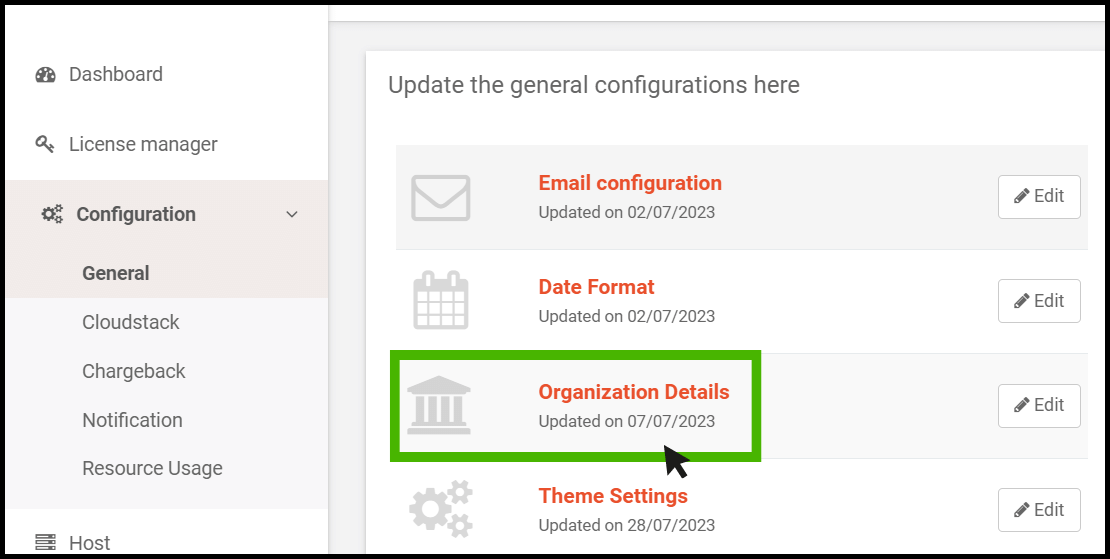 Dashboard
License manager
Configuration
General
Cloudstack
Chargeback
Notification
Resource Usage
Host
Update the general configurations here
Email configuration
Updated on 02/07/2023
Edit
Date Format
Updated on 02/07/2023
Edit
Organization Details
Updated on 07/07/2023
Edit
Theme Settings
Updated on 28/07/2023
Edit